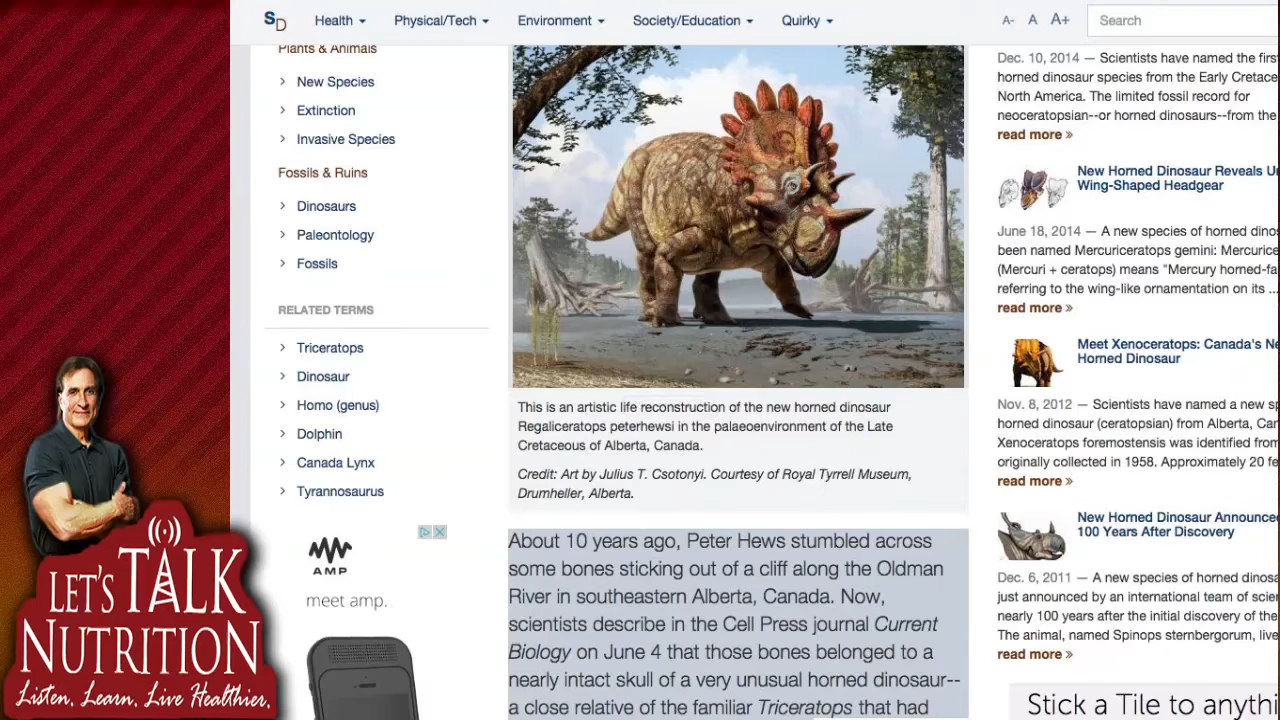 S
D
Health
Physical/Tech
Environment
Society/Education
Quirky
A-
A
A+
Search
Plants & Animals
New Species
Extinction
Invasive Species
Fossils & Ruins
Dinosaurs
Paleontology
Fossils
RELATED TERMS
Triceratops
Dinosaur
Homo (genus)
Dolphin
Canada Lynx
Tyrannosaurus
AMP
meet amp.
LET'S TALK
NUTRITION
Listen. Learn. Live Healthier.
This is an artistic life reconstruction of the new horned dinosaur
Regaliceratops peterhewsi in the palaeoenvironment of the Late
Cretaceous of Alberta, Canada.
Credit: Art by Julius T. Csotonyi. Courtesy of Royal Tyrrell Museum,
Drumheller, Alberta.
About 10 years ago, Peter Hews stumbled across
some bones sticking out of a cliff along the Oldman
River in southeastern Alberta, Canada. Now,
scientists describe in the Cell Press journal Current
Biology on June 4 that those bones belonged to a
nearly intact skull of a very unusual horned dinosaur--
a close relative of the familiar Triceratops that had
Dec. 10, 2014 — Scientists have named the firs
horned dinosaur species from the Early Cretace
North America. The limited fossil record for
neoceratopsian--or horned dinosaurs--from the
read more »
New Horned Dinosaur Reveals U
Wing-Shaped Headgear
June 18, 2014 — A new species of horned dino
been named Mercuriceratops gemini: Mercurice
(Mercuri + ceratops) means "Mercury horned-fa
referring to the wing-like ornamentation on its ...
read more »
Meet Xenoceratops: Canada's Ne
Horned Dinosaur
Nov. 8, 2012 — Scientists have named a new sp
horned dinosaur (ceratopsian) from Alberta, Can
Xenoceratops foremostensis was identified from
originally collected in 1958. Approximately 20 fe
read more »
New Horned Dinosaur Announce
100 Years After Discovery
Dec. 6, 2011 — A new species of horned dinosa
just announced by an international team of scie
nearly 100 years after the initial discovery of the
The animal, named Spinops sternbergorum, live
read more »
Stick a Tile to anythi